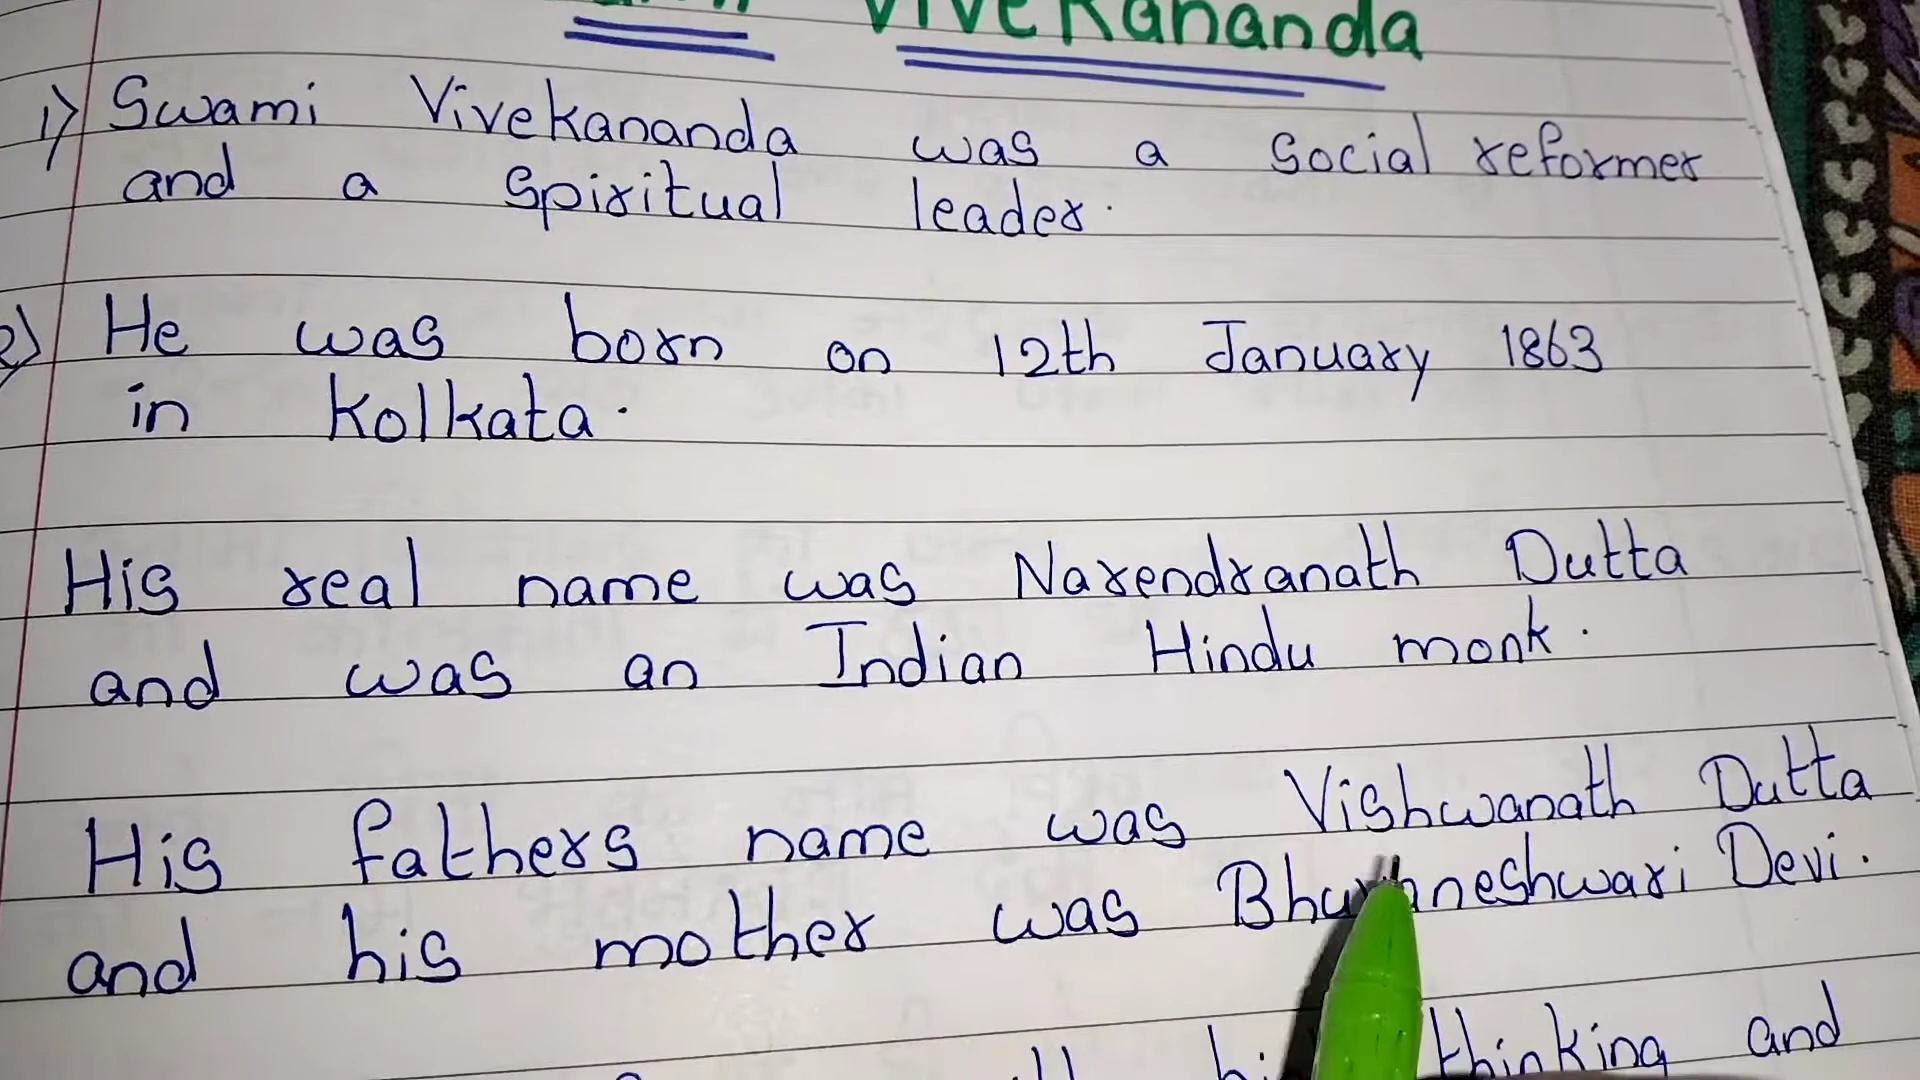 Vivekananda
1) Swami Vivekananda was a Social reformer
and a Spiritual leader.
2) He was born on 12th January 1863
in Kolkata.
His real name was Narendranath Dutta
and was an Indian Hindu monk.
His fathers name was Vishwanath Dutta
and his mother was Devi.
thinking and